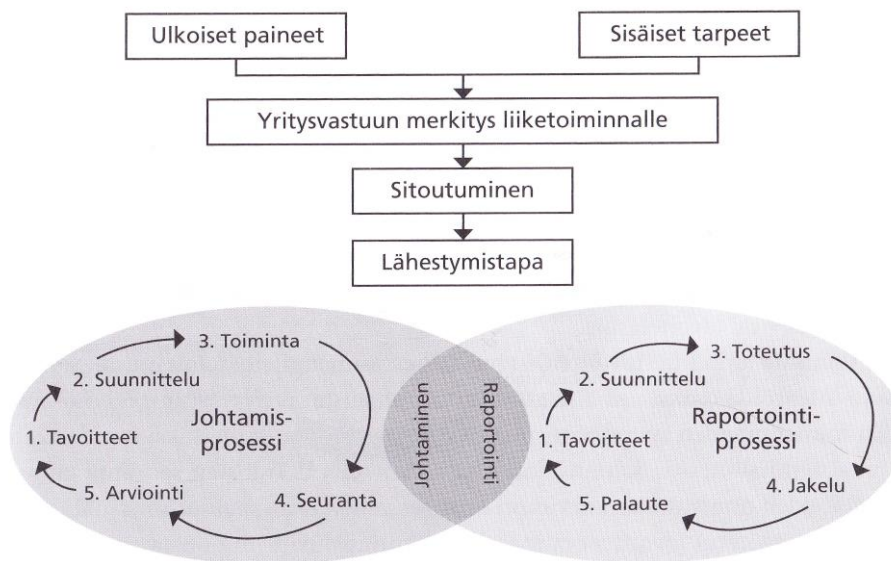 Ulkoiset paineet
Sisäiset tarpeet
Yritysvastuun merkitys liiketoiminnalle
Sitoutuminen
Lähestymistapa
3. Toiminta
2. Suunnittelu
Johtamis-
prosessi
1. Tavoitteet
5. Arviointi
4. Seuranta
Johtaminen
Raportointi
3. Toteutus
2. Suunnittelu
Raportointi-
prosessi
1. Tavoitteet
4. Jakelu
5. Palaute